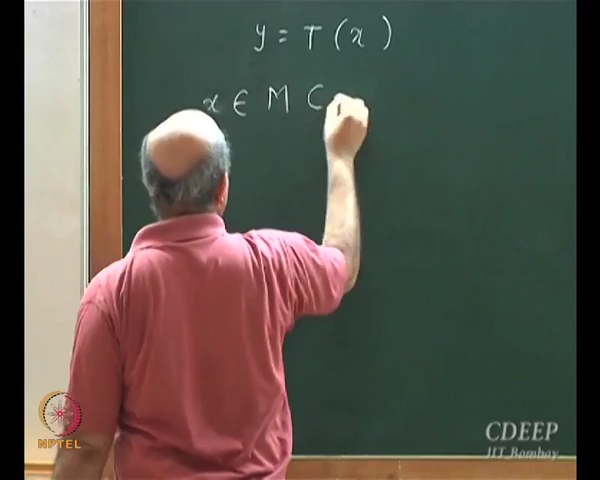 y = T(x)
x ∈ M ⊂
NPTEL
CDEEP
IIT Bombay